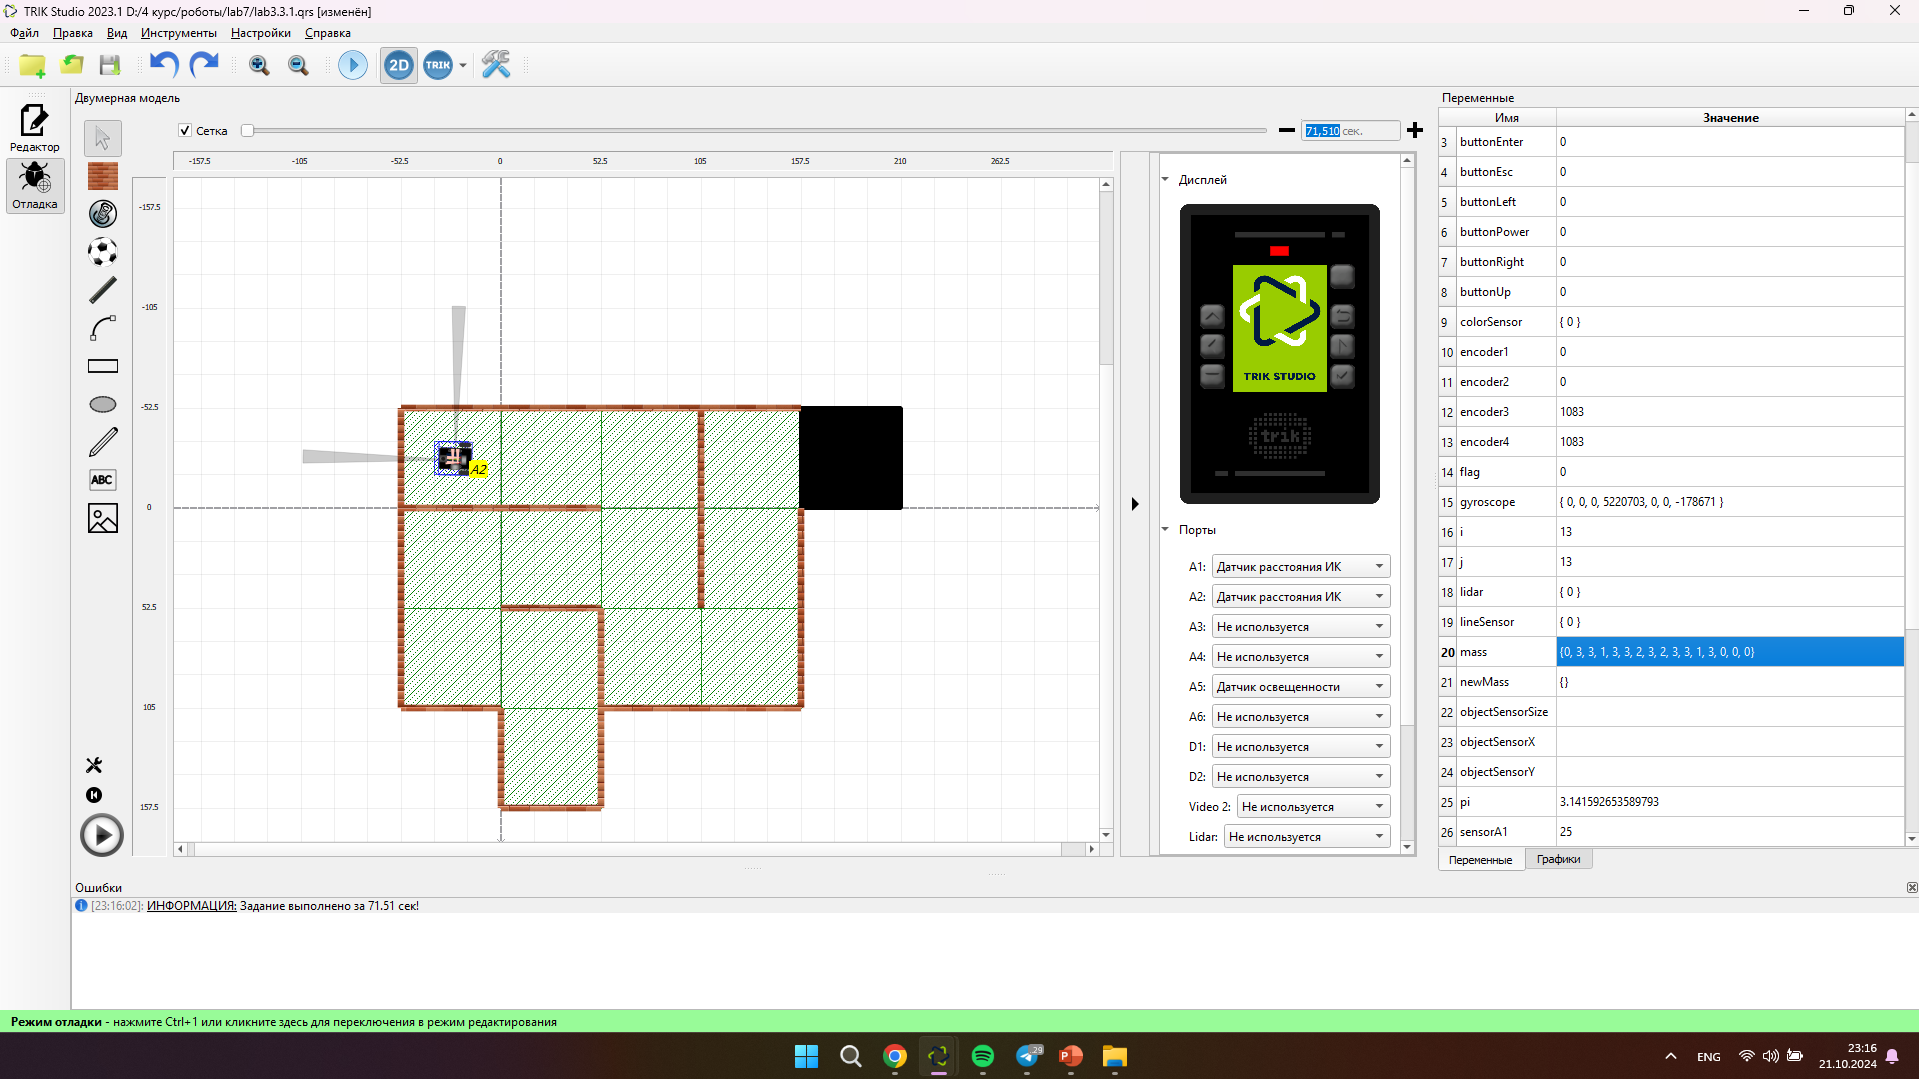 TRIK Studio 2023.1 D:/4 курс/роботы/lab7/lab3.3.1.qrs [изменён]
Файл Правка Вид Инструменты Настройки Справка
2D TRIK
Двумерная модель
Редактор
Отладка
ABC
Сетка
71,510 сек.
-157.5 -105 -52.5 0 52.5 105 157.5 210 262.5
-157.5
-105
-52.5
0
52.5
105
157.5
A2
Дисплей
TRIK STUDIO
trik
Порты
A1: Датчик расстояния ИК
A2: Датчик расстояния ИК
A3: Не используется
A4: Не используется
A5: Датчик освещенности
A6: Не используется
D1: Не используется
D2: Не используется
Video 2: Не используется
Lidar: Не используется
Переменные
Имя Значение
3 buttonEnter 0
4 buttonEsc 0
5 buttonLeft 0
6 buttonPower 0
7 buttonRight 0
8 buttonUp 0
9 colorSensor { 0 }
10 encoder1 0
11 encoder2 0
12 encoder3 1083
13 encoder4 1083
14 flag 0
15 gyroscope { 0, 0, 0, 5220703, 0, 0, -178671 }
16 i 13
17 j 13
18 lidar { 0 }
19 lineSensor { 0 }
20 mass {0, 3, 3, 1, 3, 3, 2, 3, 2, 3, 3, 1, 3, 0, 0, 0}
21 newMass {}
22 objectSensorSize
23 objectSensorX
24 objectSensorY
25 pi 3.141592653589793
26 sensorA1 25
Переменные Графики
Ошибки
[23:16:02]: ИНФОРМАЦИЯ: Задание выполнено за 71.51 сек!
Режим отладки - нажмите Ctrl+1 или кликните здесь для переключения в режим редактирования
29
ENG
23:16
21.10.2024